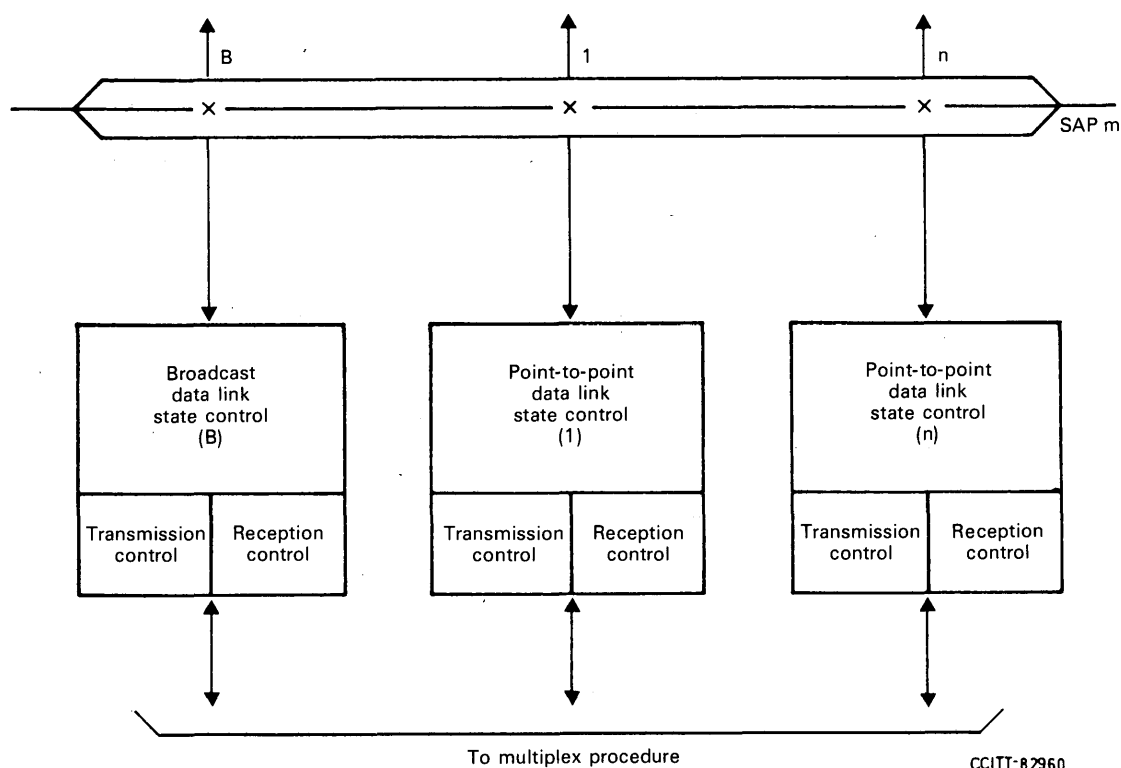 B
1
n
×
×
×
SAP m
Broadcast
data link
state control
(B)
Point-to-point
data link
state control
(1)
Point-to-point
data link
state control
(n)
Transmission
control
Reception
control
Transmission
control
Reception
control
Transmission
control
Reception
control
To multiplex procedure
CCITT-82960